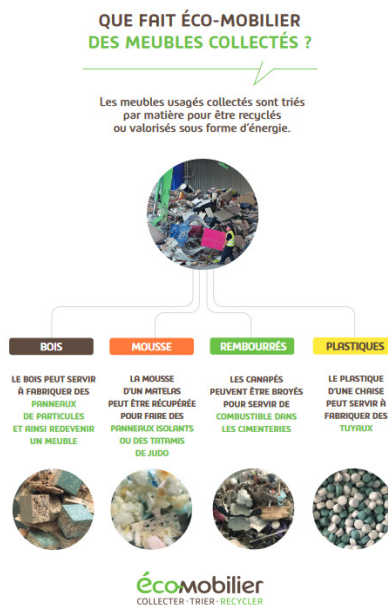 QUE FAIT ÉCO-MOBILIER
DES MEUBLES COLLECTÉS ?
Les meubles usagés collectés sont triés
par matière pour être recyclés
ou valorisés sous forme d'énergie.
BOIS
LE BOIS PEUT SERVIR
À FABRIQUER DES
PANNEAUX
DE PARTICULES
ET AINSI REDEVENIR
UN MEUBLE
MOUSSE
LA MOUSSE
D'UN MATELAS
PEUT ÊTRE RÉCUPÉRÉE
POUR FAIRE DES
PANNEAUX ISOLANTS
OU DES TATAMIS
DE JUDO
REMBOURRÉS
LES CANAPÉS
PEUVENT ÊTRE BROYÉS
POUR SERVIR DE
COMBUSTIBLE DANS
LES CIMENTERIES
PLASTIQUES
LE PLASTIQUE
D'UNE CHAISE
PEUT SERVIR À
FABRIQUER DES
TUYAUX
écomobilier
COLLECTER · TRIER · RECYCLER